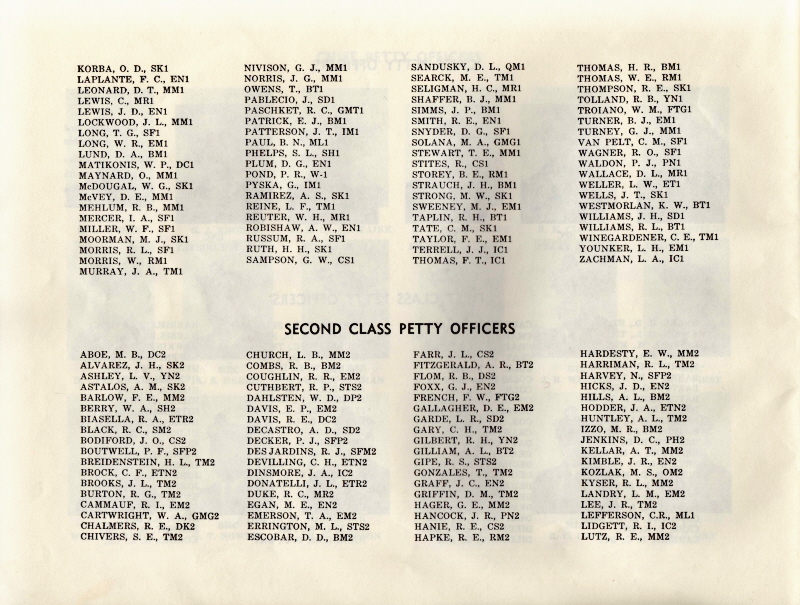 KORBA, O. D., SK1
LAPLANTE, F. C., EN1
LEONARD, D. T., MM1
LEWIS, C., MR1
LEWIS, J. D., EN1
LOCKWOOD, J. L., MM1
LONG, T. G., SF1
LONG, W. R., EM1
LUND, D. A., BM1
MATIKONIS, W. P., DC1
MAYNARD, O., MM1
McDOUGAL, W. G., SK1
McVEY, D. E., MM1
MEHLUM, R. B., MM1
MERCER, I. A., SF1
MILLER, W. F., SF1
MOORMAN, M. J., SK1
MORRIS, R. L., SF1
MORRIS, W., RM1
MURRAY, J. A., TM1
NIVISON, G. J., MM1
NORRIS, J. G., MM1
OWENS, T., BT1
PABLECIO, J., SD1
PASCHKET, R. C., GMT1
PATRICK, E. J., BM1
PATTERSON, J. T., IM1
PAUL, B. N., ML1
PHELPS, S. L., SH1
PLUM, D. G., EN1
POND, P. R., W-1
PYSKA, G., IM1
RAMIREZ, A. S., SK1
REINE, L. F., TM1
REUTER, W. H., MR1
ROBISHAW, A. W., EN1
RUSSUM, R. A., SF1
RUTH, H. H., SK1
SAMPSON, G. W., CS1
SANDUSKY, D. L., QM1
SEARCK, M. E., TM1
SELIGMAN, H. C., MR1
SHAFFER, B. J., MM1
SIMMS, J. P., BM1
SMITH, R. E., EN1
SNYDER, D. G., SF1
SOLANA, M. A., GMG1
STEWART, T. E., MM1
STITES, R., CS1
STOREY, B. E., RM1
STRAUCH, J. H., BM1
STRONG, M. W., SK1
SWEENEY, M. J., EM1
TAPLIN, R. H., BT1
TATE, C. M., SK1
TAYLOR, F. E., EM1
TERRELL, J. J., IC1
THOMAS, F. T., IC1
THOMAS, H. R., BM1
THOMAS, W. E., RM1
THOMPSON, R. E., SK1
TOLLAND, R. B., YN1
TROIANO, W. M., FTG1
TURNER, B. J., EM1
TURNEY, G. J., MM1
VAN PELT, C. M., SF1
WAGNER, R. O., SF1
WALDON, P. J., PN1
WALLACE, D. L., MR1
WELLER, L. W., ET1
WELLS, J. T., SK1
WESTMORLAN, K. W., BT1
WILLIAMS, J. H., SD1
WILLIAMS, R. L., BT1
WINEGARDENER, C. E., TM1
YOUNKER, L. H., EM1
ZACHMAN, L. A., IC1
SECOND CLASS PETTY OFFICERS
ABOE, M. B., DC2
ALVAREZ, J. H., SK2
ASHLEY, L. V., YN2
ASTALOS, A. M., SK2
BARLOW, F. E., MM2
BERRY, W. A., SH2
BIASELLA, R. A., ETR2
BLACK, R. C., SM2
BODIFORD, J. O., CS2
BOUTWELL, P. F., SFP2
BREIDENSTEIN, H. L., TM2
BROCK, C. F., ETN2
BROOKS, J. L., TM2
BURTON, R. G., TM2
CAMMAUF, R. I., EM2
CARTWRIGHT, W. A., GMG2
CHALMERS, R. E., DK2
CHIVERS, S. E., TM2
CHURCH, L. B., MM2
COMBS, R. B., BM2
COUGHLIN, R. R., EM2
CUTHBERT, R. P., STS2
DAHLSTEN, W. D., DP2
DAVIS, E. P., EM2
DAVIS, R. E., DC2
DECASTRO, A. D., SD2
DECKER, P. J., SFP2
DESJARDINS, R. J., SFM2
DEVILLING, C. H., ETN2
DINSMORE, J. A., IC2
DONATELLI, J. L., ETR2
DUKE, R. C., MR2
EGAN, M. E., EN2
EMERSON, T. A., EM2
ERRINGTON, M. L., STS2
ESCOBAR, D. D., BM2
FARR, J. L., CS2
FITZGERALD, A. R., BT2
FLOM, R. B., DS2
FOXX, G. J., EN2
FRENCH, F. W., FTG2
GALLAGHER, D. E., EM2
GARDE, L. R., SD2
GARY, C. H., TM2
GILBERT, R. H., YN2
GILLIAM, A. L., BT2
GIPE, R. S., STS2
GONZALES, T., TM2
GRAFF, J. C., EN2
GRIFFIN, D. M., TM2
HAGER, G. E., MM2
HANCOCK, J. R., PN2
HANIE, R. E., CS2
HAPKE, R. E., RM2
HARDESTY, E. W., MM2
HARRIMAN, R. L., TM2
HARVEY, N., SFP2
HICKS, J. D., EN2
HILLS, A. L., BM2
HODDER, J. A., ETN2
HUNTLEY, A. L., TM2
IZZO, M. R., BM2
JENKINS, D. C., PH2
KELLAR, A. T., MM2
KIMBLE, J. R., EN2
KOZLAK, M. S., OM2
KYSER, R. L., MM2
LANDRY, L. M., EM2
LEE, J. R., TM2
LEFFERSON, C.R., ML1
LIDGETT, R. I., IC2
LUTZ, R. E., MM2